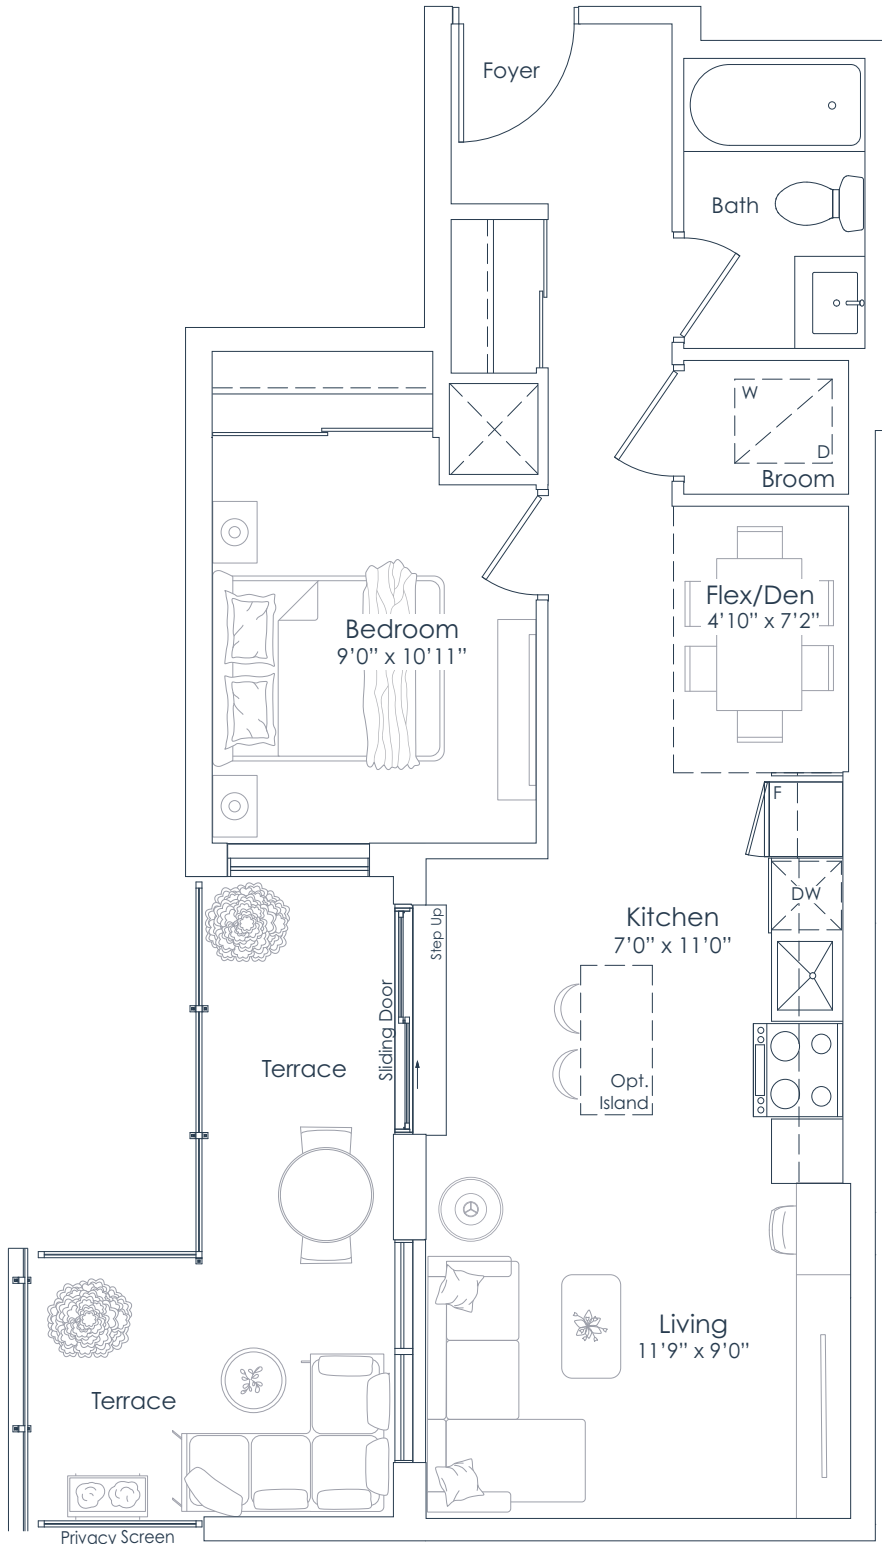 Foyer
Bath
W
D
Broom
Flex/Den
4’10” x 7’2”
Bedroom
9’0” x 10’11”
F
DW
Kitchen
7’0” x 11’0”
Step Up
Sliding Door
Terrace
Opt.
Island
Living
11’9” x 9’0”
Terrace
Privacy Screen